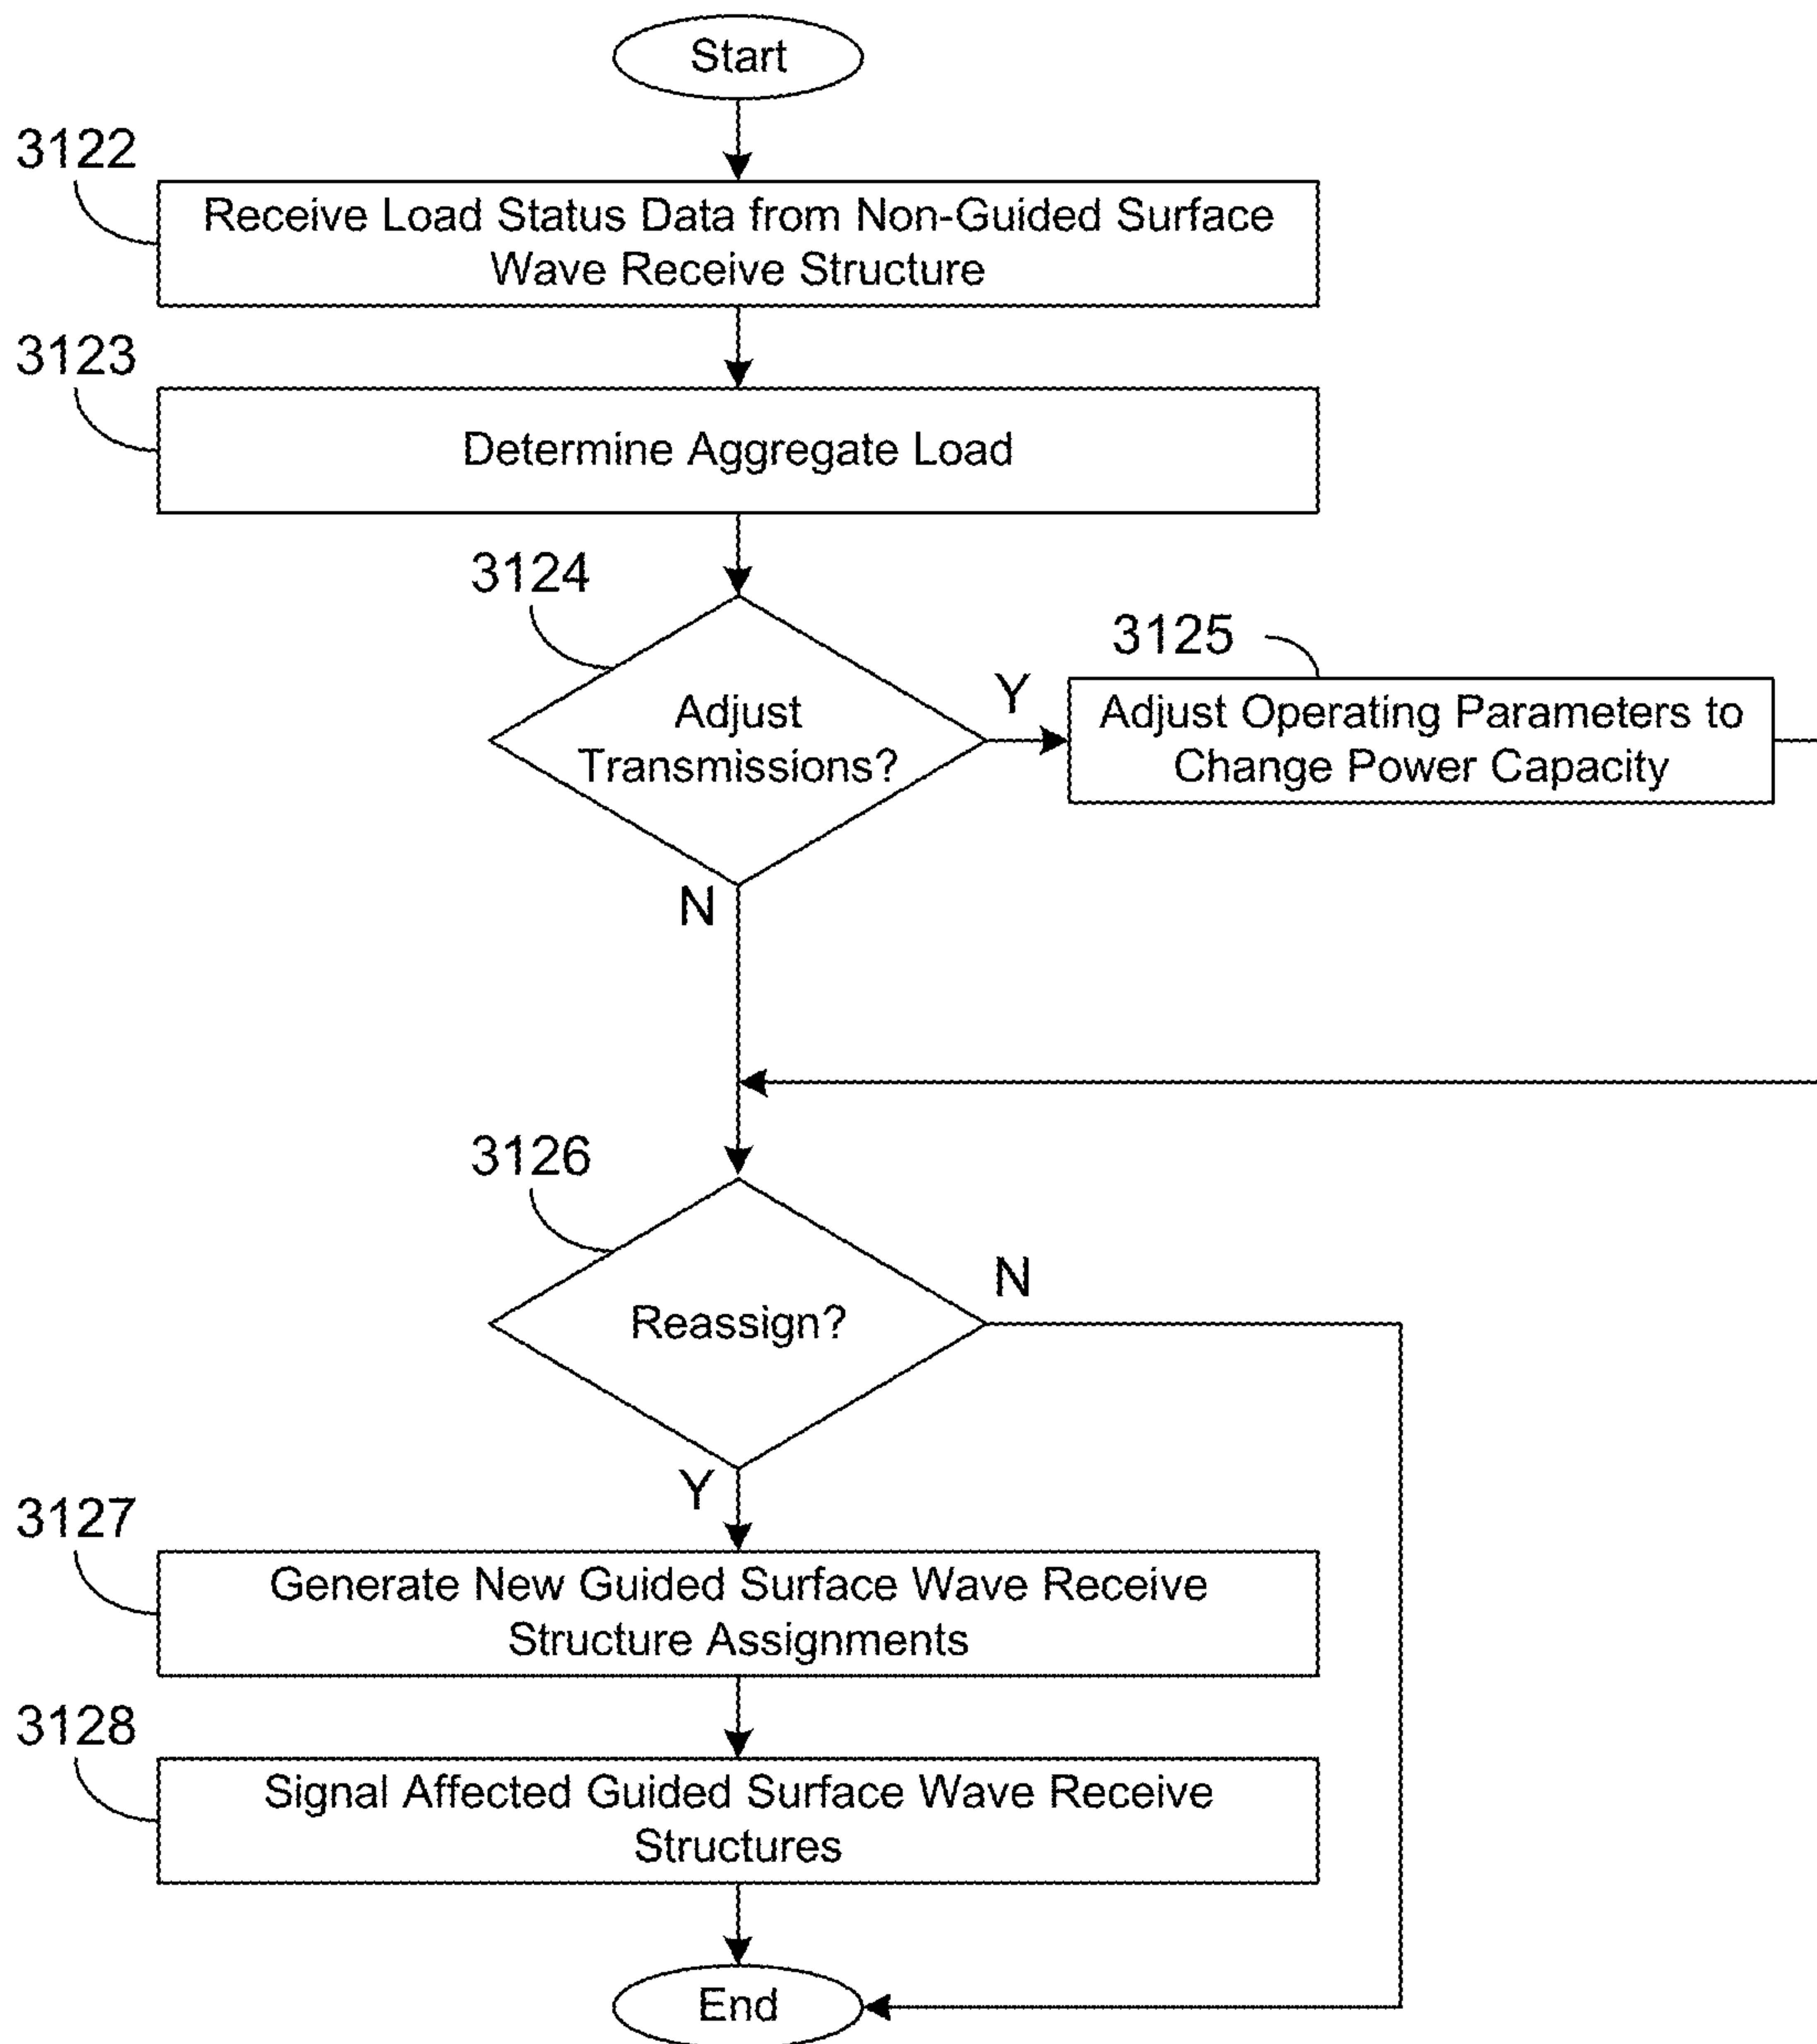 Start
3122
Receive Load Status Data from Non-Guided Surface
Wave Receive Structure
3123
Determine Aggregate Load
3124
Adjust
Transmissions?
Y
3125
Adjust Operating Parameters to
Change Power Capacity
N
3126
Reassign?
N
Y
3127
Generate New Guided Surface Wave Receive
Structure Assignments
3128
Signal Affected Guided Surface Wave Receive
Structures
End